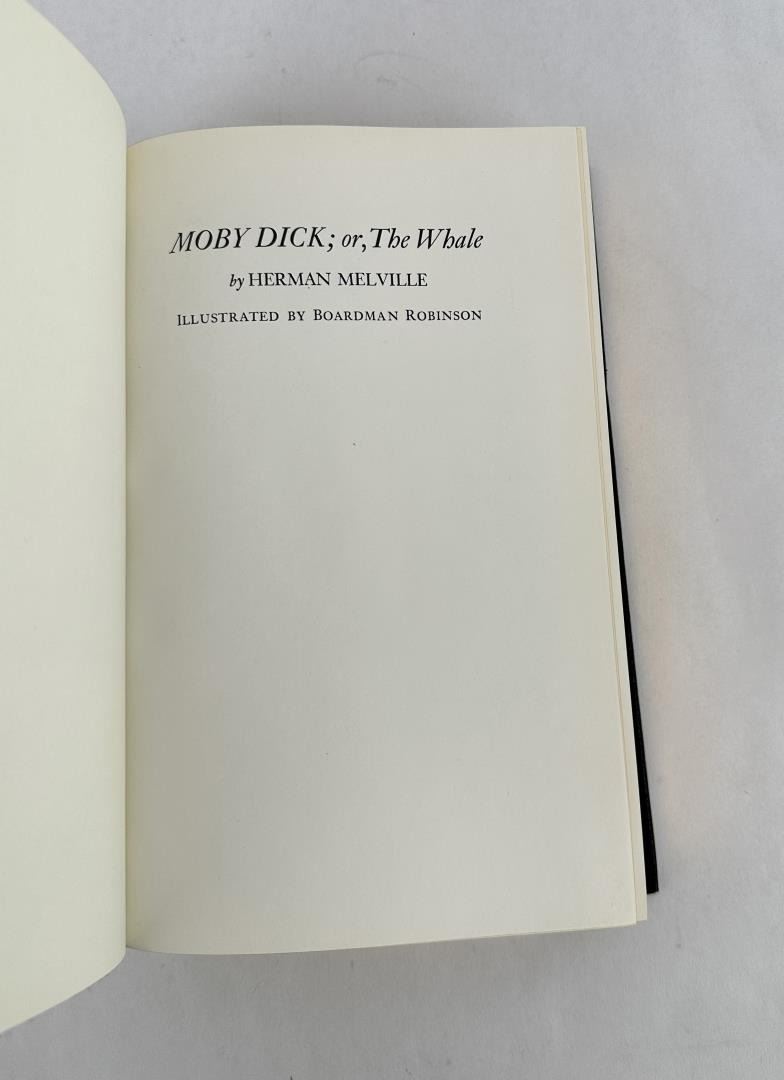 MOBY DICK; or, The Whale
by HERMAN MELVILLE
ILLUSTRATED BY BOARDMAN ROBINSON